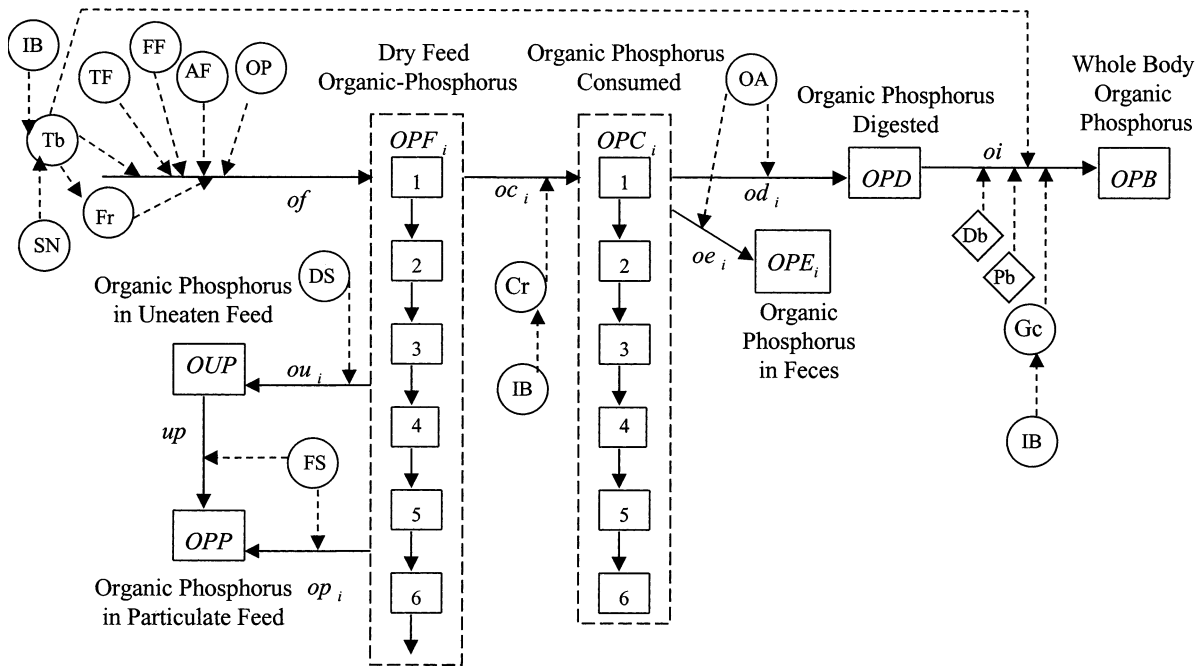 IB
FF
TF
AF
OP
Tb
Fr
SN
of
Dry Feed
Organic-Phosphorus
OPF i
1
2
3
4
5
6
Organic Phosphorus
in Uneaten Feed
DS
OUP
ou i
up
FS
OPP
op i
Organic Phosphorus
in Particulate Feed
oc i
Cr
IB
Organic Phosphorus
Consumed
OPC i
1
2
3
4
5
6
OA
od i
oe i
OPE i
Organic
Phosphorus
in Feces
Organic Phosphorus
Digested
OPD
oi
Db
Pb
Gc
IB
Whole Body
Organic
Phosphorus
OPB